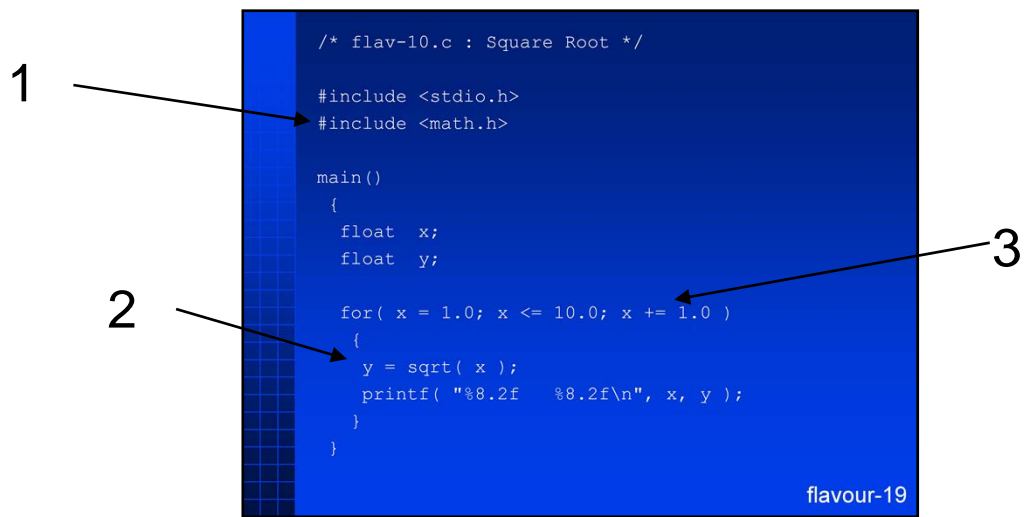 /* flav-10.c : Square Root */
1
#include <stdio.h>
#include <math.h>
main()
{
float x;
float y;
3
2
for( x = 1.0; x <= 10.0; x += 1.0 )
{
y = sqrt( x );
printf( "%8.2f   %8.2f\n", x, y );
}
}
flavour-19